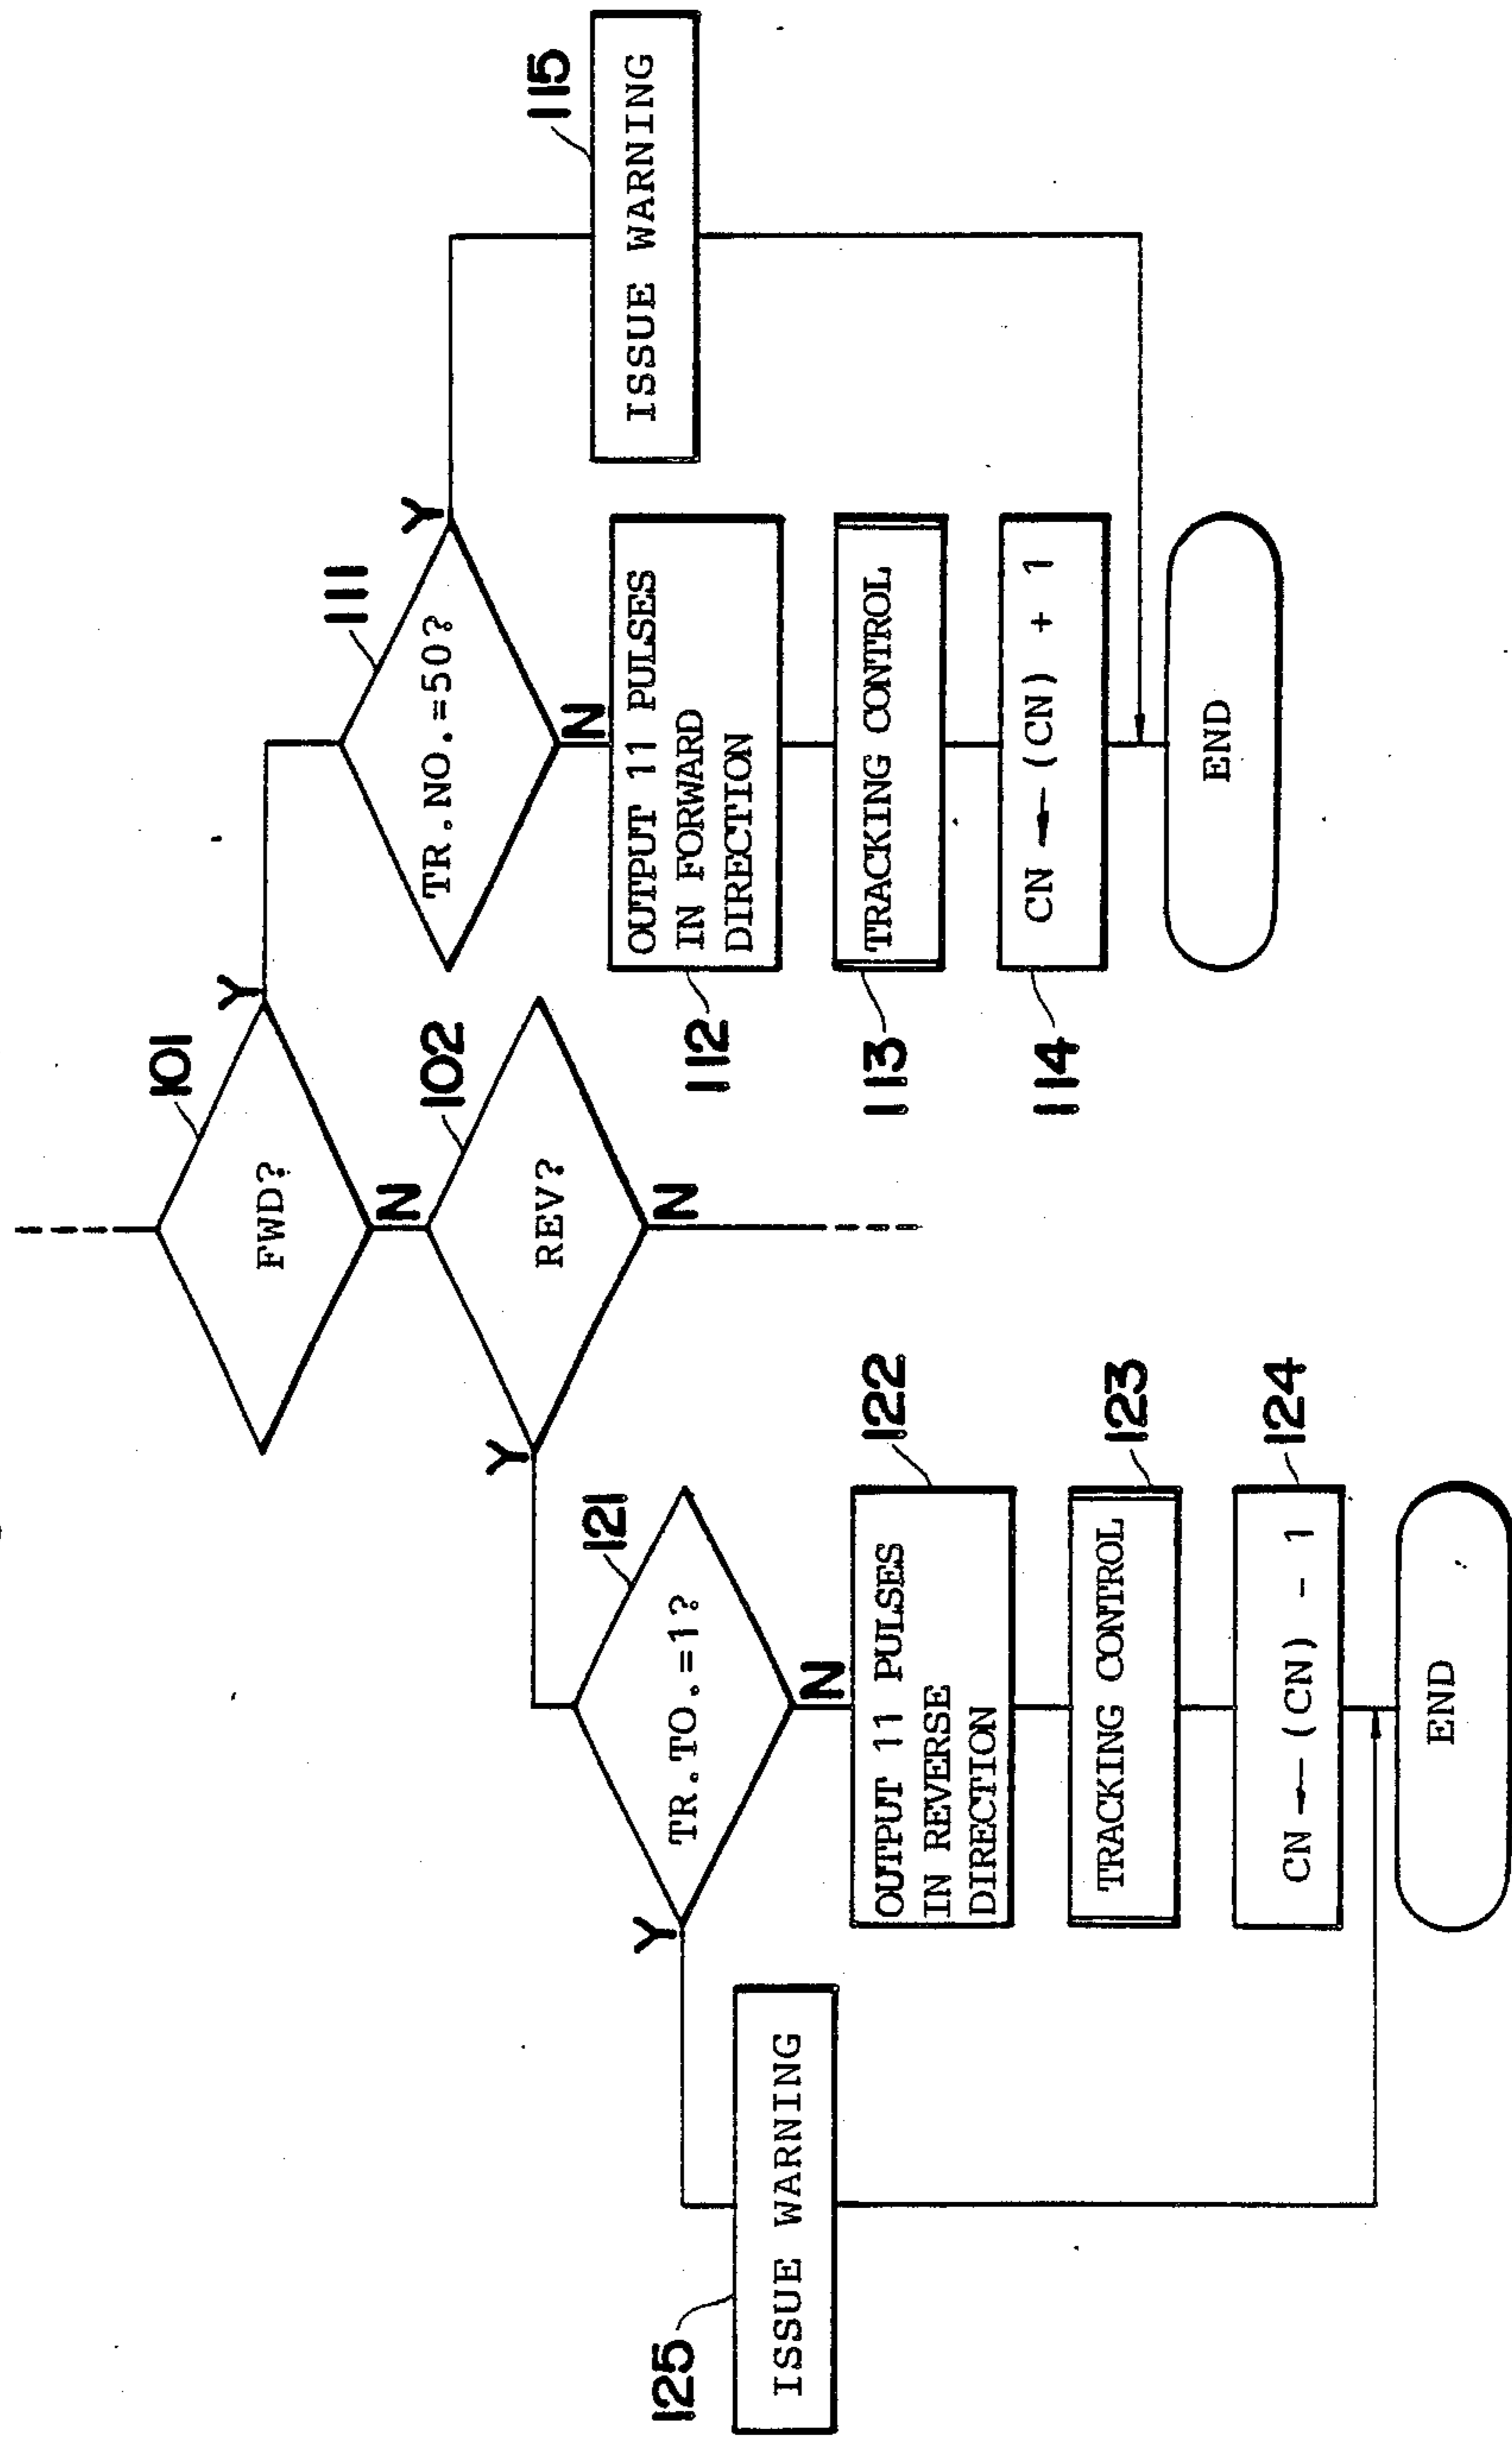 101
FWD?
Y
N
102
REV?
Y
N
111
TR.NO.=50?
Y
N
115
ISSUE WARNING
112
OUTPUT 11 PULSES
IN FORWARD
DIRECTION
113
TRACKING CONTROL
114
CN ← (CN) + 1
END
121
TR.TO.=1?
Y
N
125
ISSUE WARNING
122
OUTPUT 11 PULSES
IN REVERSE
DIRECTION
123
TRACKING CONTROL
124
CN ← (CN) - 1
END